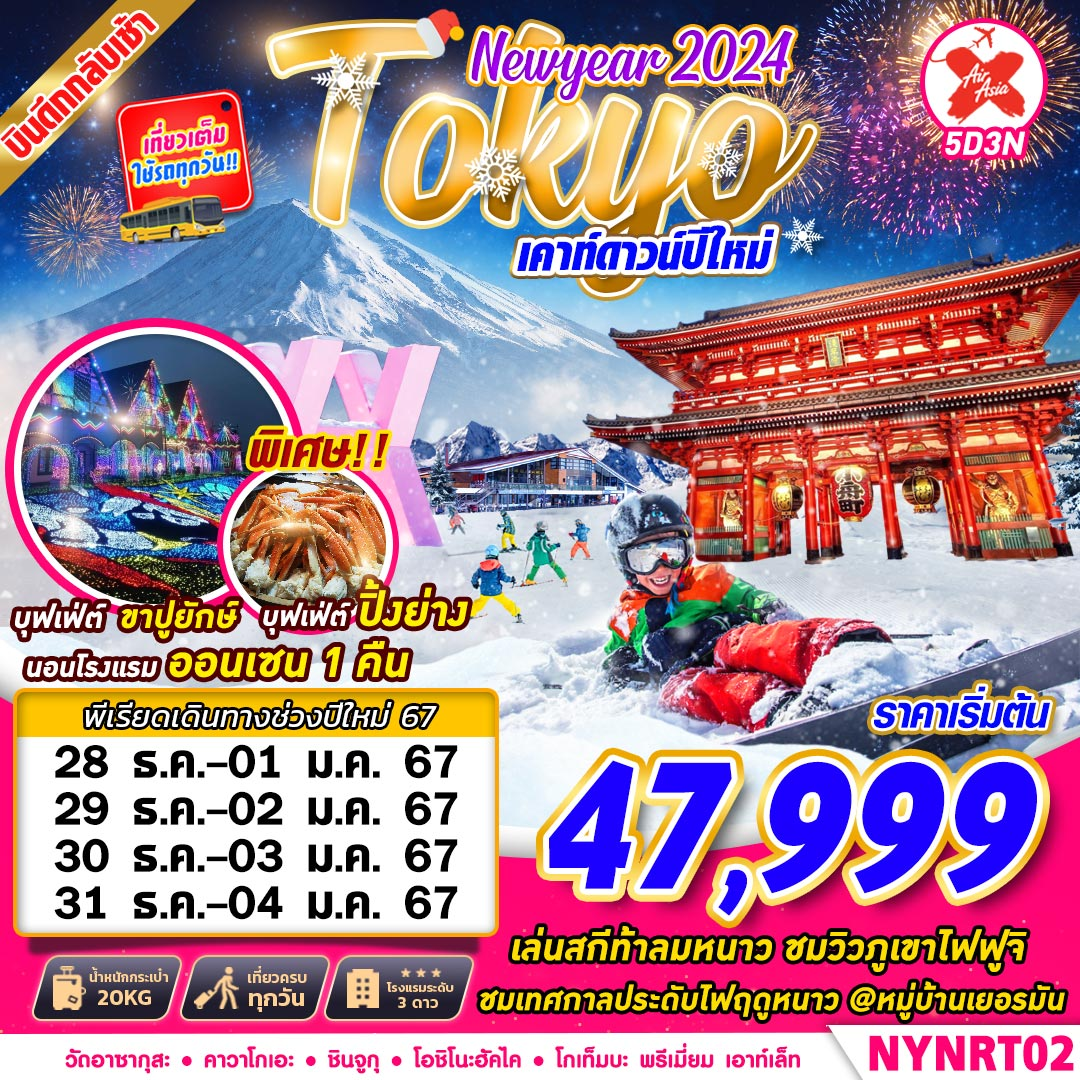 บินดึกกลับเช้า
เที่ยวเต็ม
ใช้รถทุกวัน!!
Newyear 2024
Tokyo
เคาท์ดาวน์ปีใหม่
Air
Asia
5D3N
พิเศษ!!
小舟町
บุฟเฟ่ต์ ขาปูยักษ์ บุฟเฟ่ต์ ปิ้งย่าง
นอนโรงแรม ออนเซน 1 คืน
พีเรียดเดินทางช่วงปีใหม่ 67
28 ธ.ค.-01 ม.ค. 67
29 ธ.ค.-02 ม.ค. 67
30 ธ.ค.-03 ม.ค. 67
31 ธ.ค.-04 ม.ค. 67
ราคาเริ่มต้น
47,999
เล่นสกีท้าลมหนาว ชมวิวภูเขาไฟฟูจิ
ชมเทศกาลประดับไฟฤดูหนาว @หมู่บ้านเยอรมัน
น้ำหนักกระเป๋า
20KG
เที่ยวครบ
ทุกวัน
โรงแรมระดับ
3 ดาว
วัดอาซากุสะ • คาวาโกเอะ • ชินจูกุ • โอชิโนะฮัคไค • โกเท็มบะ พรีเมี่ยม เอาท์เล็ท
NYNRT02